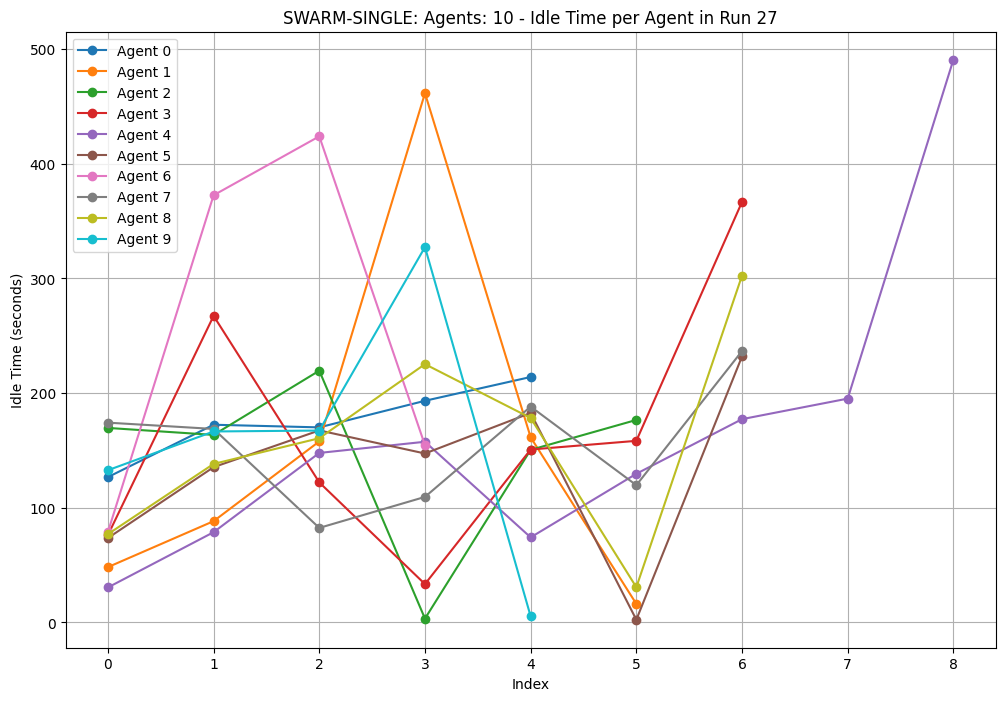 SWARM-SINGLE: Agents: 10 - Idle Time per Agent in Run 27
Agent 0
Agent 1
Agent 2
Agent 3
Agent 4
Agent 5
Agent 6
Agent 7
Agent 8
Agent 9
Idle Time (seconds)
500
400
300
200
100
0
0 1 2 3 4 5 6 7 8
Index